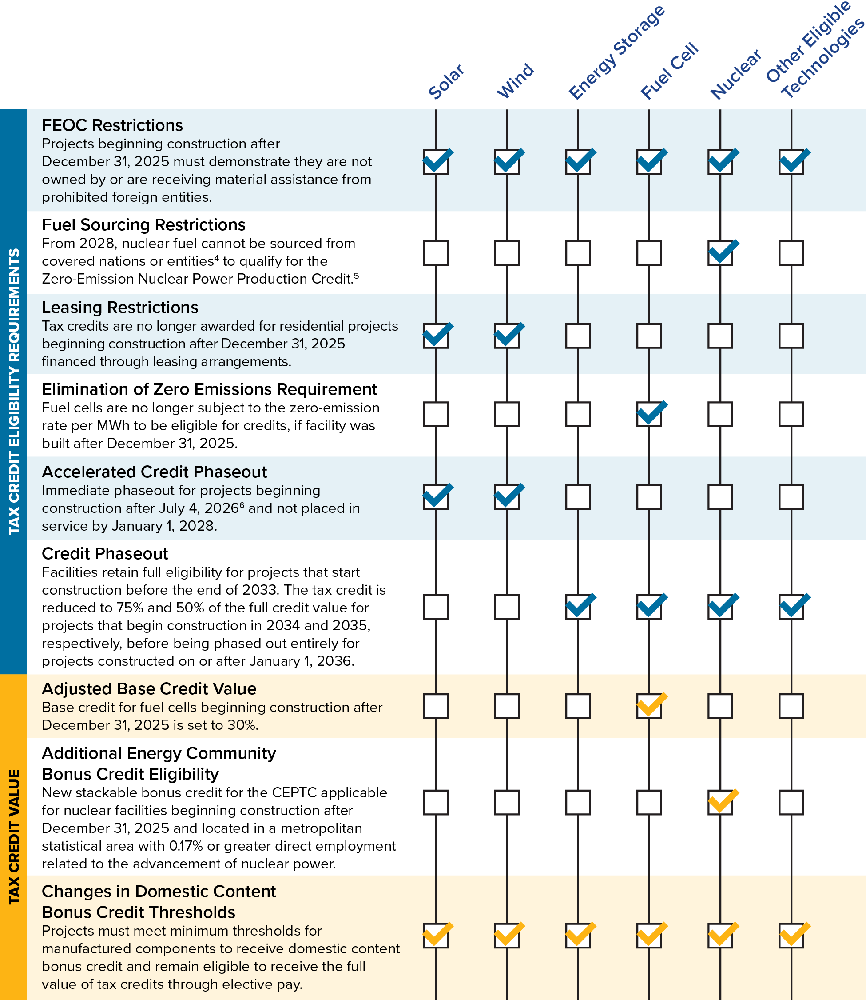 Solar
Wind
Energy Storage
Fuel Cell
Nuclear
Other Eligible
Technologies
TAX CREDIT ELIGIBILITY REQUIREMENTS
FEOC Restrictions
Projects beginning construction after
December 31, 2025 must demonstrate they are not
owned by or are receiving material assistance from
prohibited foreign entities.
Fuel Sourcing Restrictions
From 2028, nuclear fuel cannot be sourced from
covered nations or entities⁴ to qualify for the
Zero-Emission Nuclear Power Production Credit.⁵
Leasing Restrictions
Tax credits are no longer awarded for residential projects
beginning construction after December 31, 2025
financed through leasing arrangements.
Elimination of Zero Emissions Requirement
Fuel cells are no longer subject to the zero-emission
rate per MWh to be eligible for credits, if facility was
built after December 31, 2025.
Accelerated Credit Phaseout
Immediate phaseout for projects beginning
construction after July 4, 2026⁶ and not placed in
service by January 1, 2028.
Credit Phaseout
Facilities retain full eligibility for projects that start
construction before the end of 2033. The tax credit is
reduced to 75% and 50% of the full credit value for
projects that begin construction in 2034 and 2035,
respectively, before being phased out entirely for
projects constructed on or after January 1, 2036.
TAX CREDIT VALUE
Adjusted Base Credit Value
Base credit for fuel cells beginning construction after
December 31, 2025 is set to 30%.
Additional Energy Community
Bonus Credit Eligibility
New stackable bonus credit for the CEPTC applicable
for nuclear facilities beginning construction after
December 31, 2025 and located in a metropolitan
statistical area with 0.17% or greater direct employment
related to the advancement of nuclear power.
Changes in Domestic Content
Bonus Credit Thresholds
Projects must meet minimum thresholds for
manufactured components to receive domestic content
bonus credit and remain eligible to receive the full
value of tax credits through elective pay.